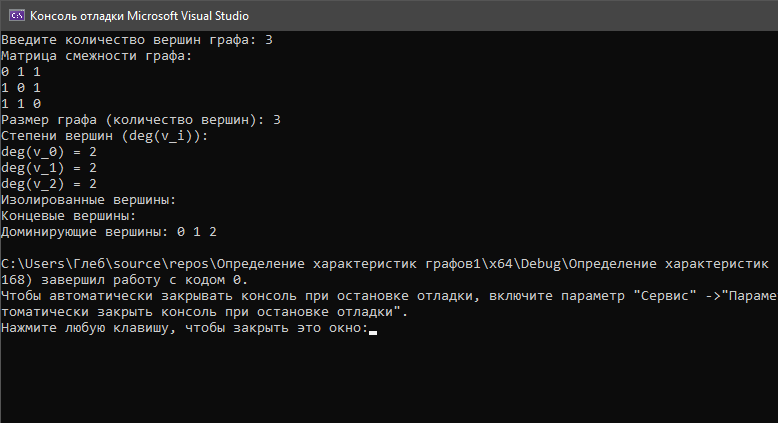 Консоль отладки Microsoft Visual Studio
Введите количество вершин графа: 3
Матрица смежности графа:
0 1 1
1 0 1
1 1 0
Размер графа (количество вершин): 3
Степени вершин (deg(v_i)):
deg(v_0) = 2
deg(v_1) = 2
deg(v_2) = 2
Изолированные вершины:
Концевые вершины:
Доминирующие вершины: 0 1 2
C:\Users\Глеб\source\repos\Определение характеристик графов1\x64\Debug\Определение характеристик
168) завершил работу с кодом 0.
Чтобы автоматически закрывать консоль при остановке отладки, включите параметр "Сервис" ->"Параме
томатически закрыть консоль при остановке отладки".
Нажмите любую клавишу, чтобы закрыть это окно: